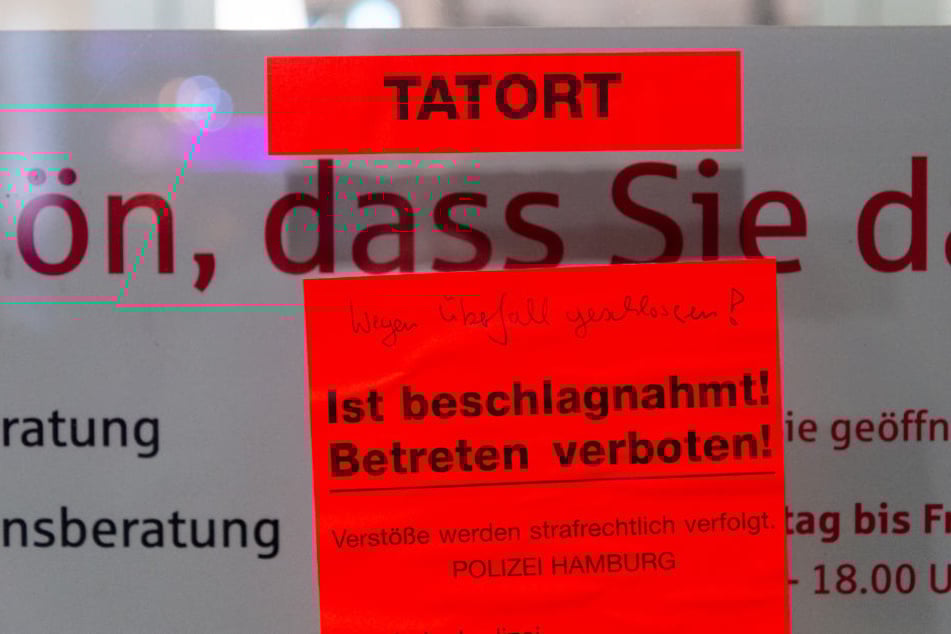 TATORT
ön, dass Sie da
Wegen Überfall geschlossen!
Ist beschlagnahmt!
Betreten verboten!
Verstöße werden strafrechtlich verfolgt.
POLIZEI HAMBURG
ratung
nsberatung
ie geöffn
tag bis Fr
- 18.00 U